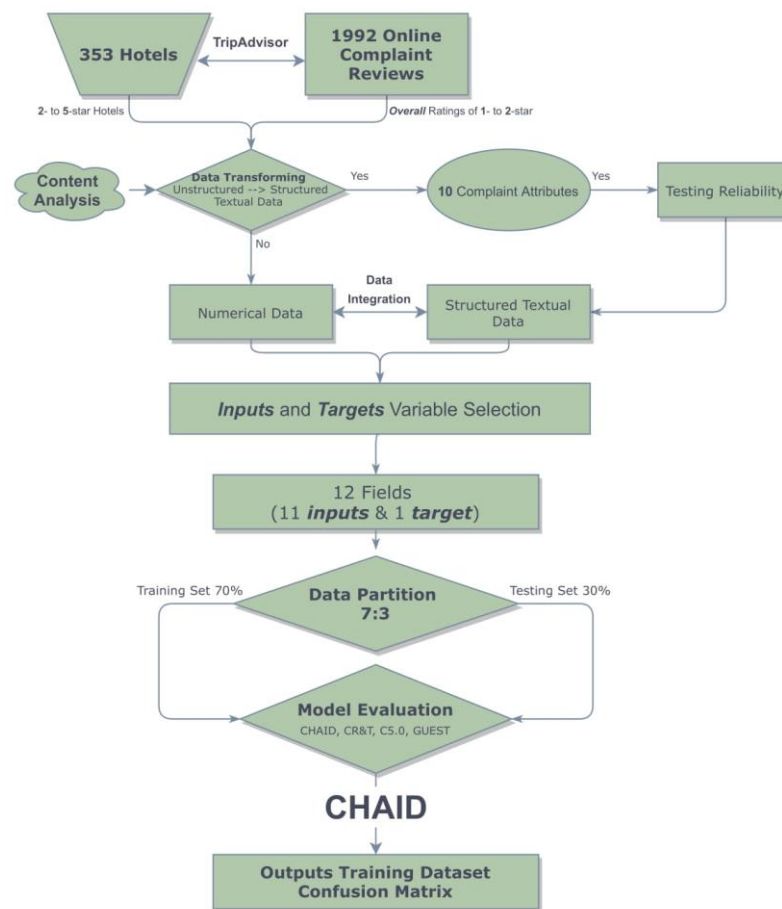 353 Hotels
TripAdvisor
1992 Online
Complaint
Reviews
2- to 5-star Hotels
Overall Ratings of 1- to 2-star
Content
Analysis
Data Transforming
Unstructured --> Structured
Textual Data
Yes
10 Complaint Attributes
Yes
Testing Reliability
No
Numerical Data
Data
Integration
Structured Textual
Data
Inputs and Targets Variable Selection
12 Fields
(11 inputs & 1 target)
Training Set 70%
Data Partition
7:3
Testing Set 30%
Model Evaluation
CHAID, CR&T, C5.0, GUEST
CHAID
Outputs Training Dataset
Confusion Matrix